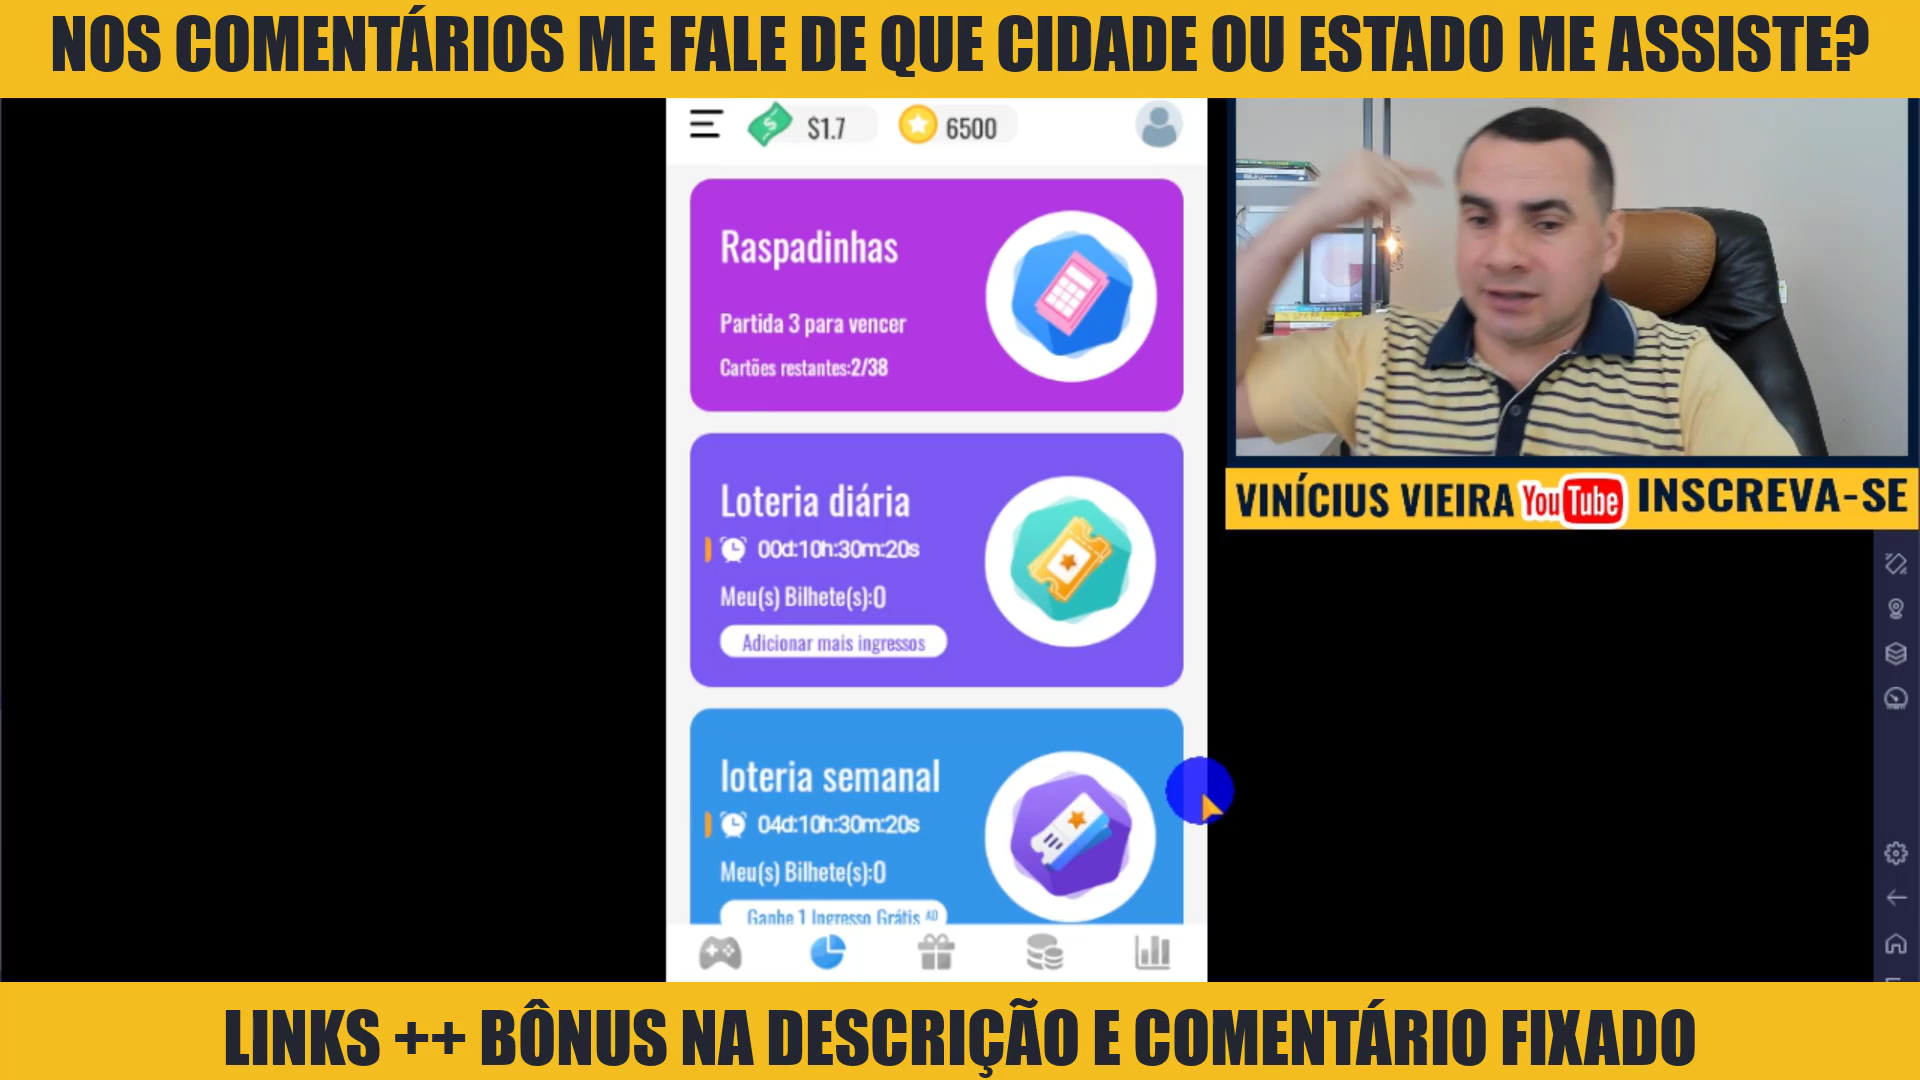 NOS COMENTÁRIOS ME FALE DE QUE CIDADE OU ESTADO ME ASSISTE?
$1.7
6500
Raspadinhas
Partida 3 para vencer
Cartões restantes:2/38
Loteria diária
00d:10h:30m:20s
Meu(s) Bilhete(s):0
Adicionar mais ingressos
loteria semanal
04d:10h:30m:20s
Meu(s) Bilhete(s):0
Ganhe 1 Ingresso Grátis AD
VINÍCIUS VIEIRA YouTube INSCREVA-SE
LINKS ++ BÔNUS NA DESCRIÇÃO E COMENTÁRIO FIXADO